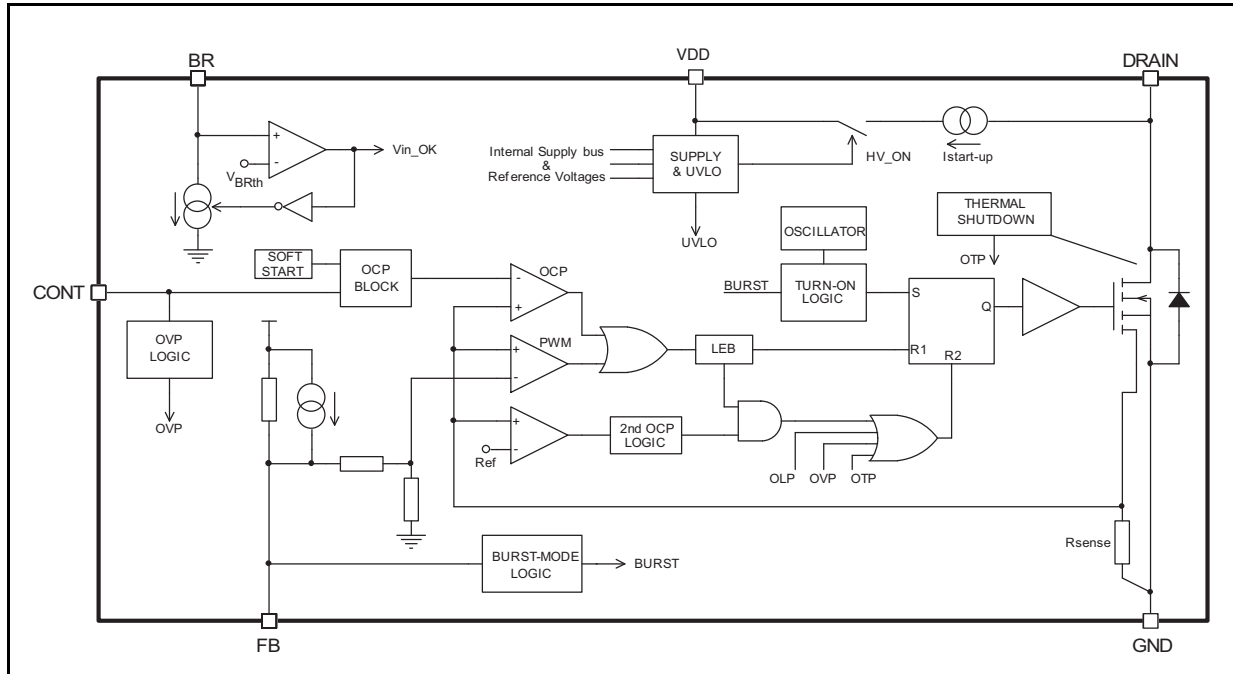 BR
VDD
DRAIN
+
-
Vin_OK
VBRth
Internal Supply bus
&
Reference Voltages
SUPPLY
& UVLO
HV_ON
Istart-up
UVLO
THERMAL
SHUTDOWN
OTP
OSCILLATOR
SOFT
START
OCP
BLOCK
-
+
OCP
BURST
TURN-ON
LOGIC
S
Q
R1
R2
CONT
OVP
LOGIC
OVP
+
-
PWM
LEB
+
-
Ref
2nd OCP
LOGIC
OLP
OVP
OTP
Rsense
BURST-MODE
LOGIC
BURST
FB
GND